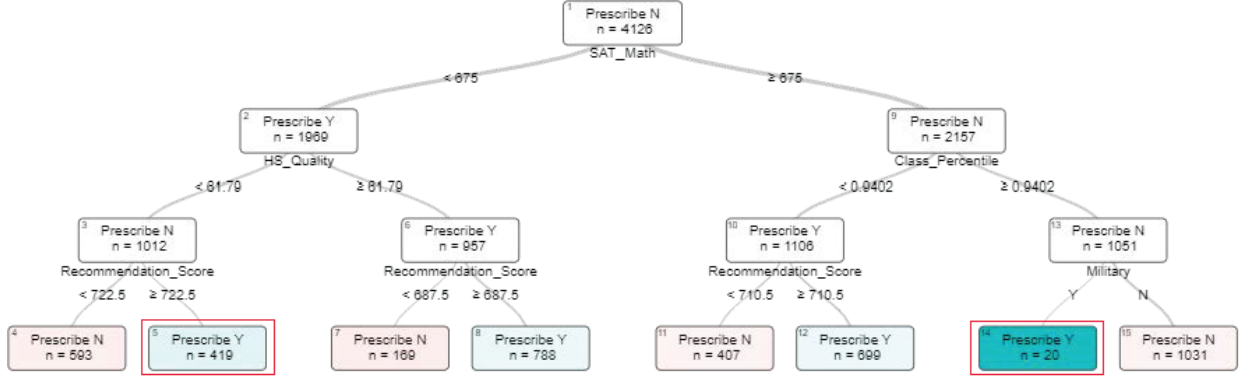 1 Prescribe N
n = 4126
SAT_Math
< 675 ≥ 675
2 Prescribe Y
n = 1969
HS_Quality
9 Prescribe N
n = 2157
Class_Percentile
< 61.79 ≥ 61.79 < 0.9402 ≥ 0.9402
3 Prescribe N
n = 1012
Recommendation_Score
6 Prescribe Y
n = 957
Recommendation_Score
10 Prescribe Y
n = 1106
Recommendation_Score
13 Prescribe N
n = 1051
Military
< 722.5 ≥ 722.5 < 687.5 ≥ 687.5 < 710.5 ≥ 710.5 Y N
4 Prescribe N
n = 593
5 Prescribe Y
n = 419
7 Prescribe N
n = 169
8 Prescribe Y
n = 788
11 Prescribe N
n = 407
12 Prescribe Y
n = 699
14 Prescribe Y
n = 20
15 Prescribe N
n = 1031